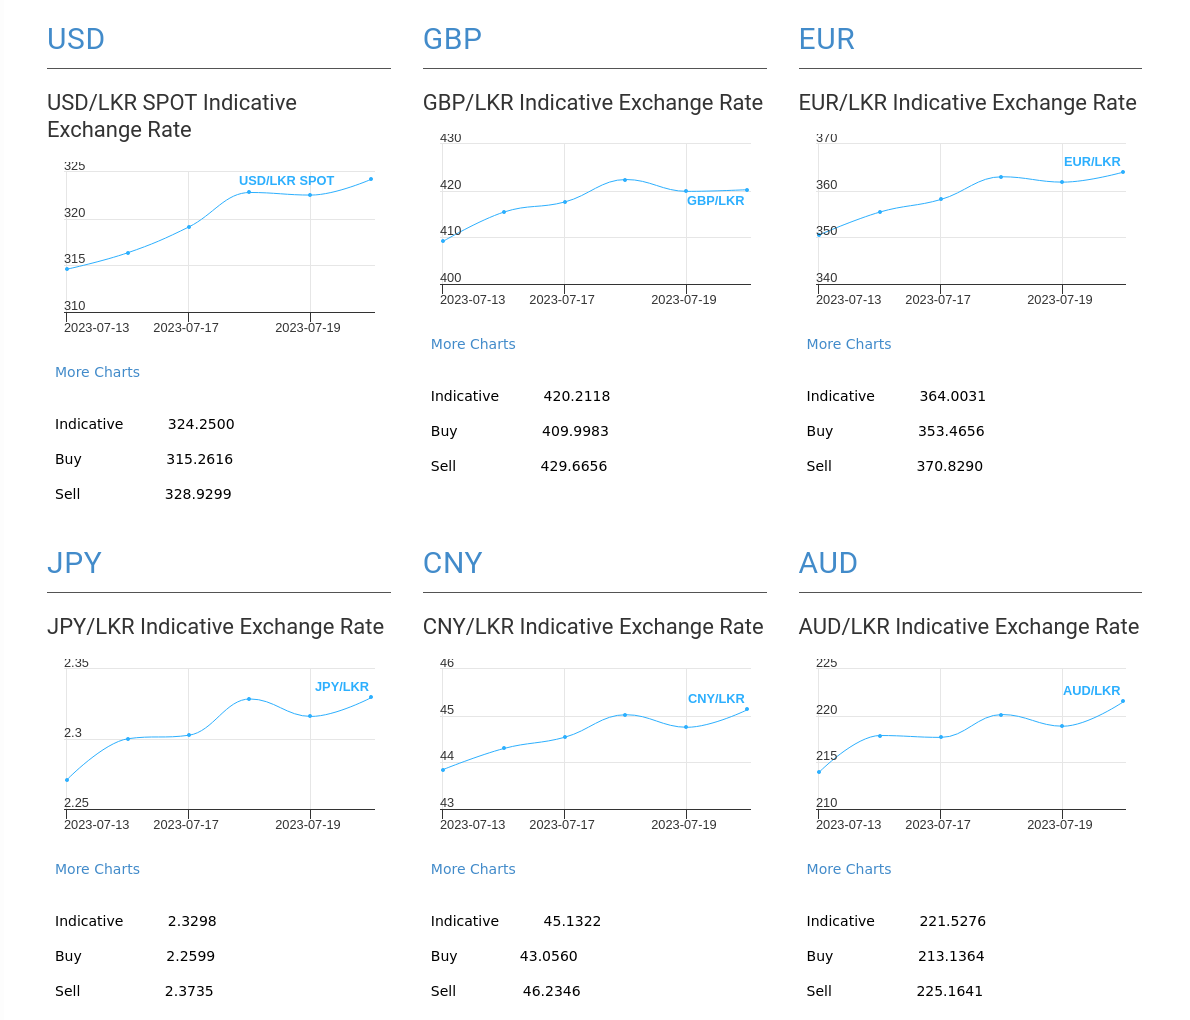 USD
USD/LKR SPOT Indicative
Exchange Rate
325
USD/LKR SPOT
320
315
310
2023-07-13 2023-07-17 2023-07-19
More Charts
Indicative 324.2500
Buy 315.2616
Sell 328.9299
GBP
GBP/LKR Indicative Exchange Rate
430
420
GBP/LKR
410
400
2023-07-13 2023-07-17 2023-07-19
More Charts
Indicative 420.2118
Buy 409.9983
Sell 429.6656
EUR
EUR/LKR Indicative Exchange Rate
370
EUR/LKR
360
350
340
2023-07-13 2023-07-17 2023-07-19
More Charts
Indicative 364.0031
Buy 353.4656
Sell 370.8290
JPY
JPY/LKR Indicative Exchange Rate
2.35
JPY/LKR
2.3
2.25
2023-07-13 2023-07-17 2023-07-19
More Charts
Indicative 2.3298
Buy 2.2599
Sell 2.3735
CNY
CNY/LKR Indicative Exchange Rate
46
CNY/LKR
45
44
43
2023-07-13 2023-07-17 2023-07-19
More Charts
Indicative 45.1322
Buy 43.0560
Sell 46.2346
AUD
AUD/LKR Indicative Exchange Rate
225
AUD/LKR
220
215
210
2023-07-13 2023-07-17 2023-07-19
More Charts
Indicative 221.5276
Buy 213.1364
Sell 225.1641